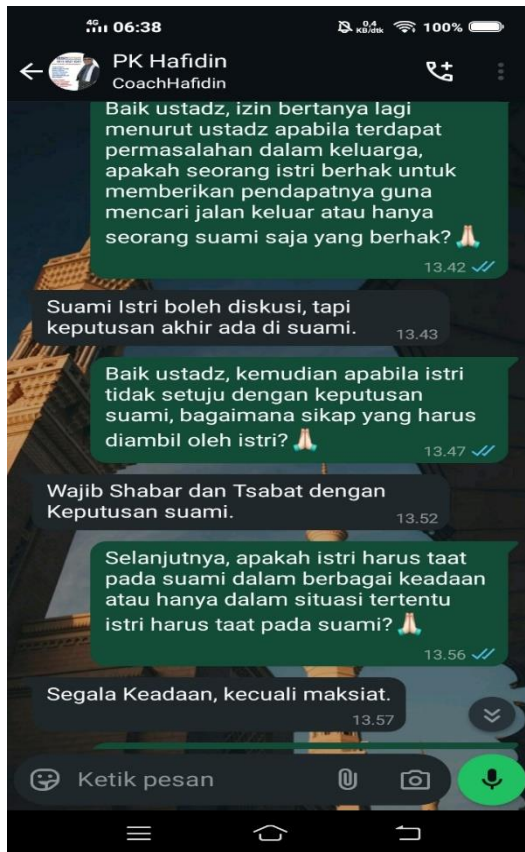 4G 06:38 0,4 KB/dtk 100%
PK Hafidin
CoachHafidin
Baik ustadz, izin bertanya lagi
menurut ustadz apabila terdapat
permasalahan dalam keluarga,
apakah seorang istri berhak untuk
memberikan pendapatnya guna
mencari jalan keluar atau hanya
seorang suami saja yang berhak?🙏🏻
13.42
Suami Istri boleh diskusi, tapi
keputusan akhir ada di suami.
13.43
Baik ustadz, kemudian apabila istri
tidak setuju dengan keputusan
suami, bagaimana sikap yang harus
diambil oleh istri?🙏🏻
13.47
Wajib Shabar dan Tsabat dengan
Keputusan suami.
13.52
Selanjutnya, apakah istri harus taat
pada suami dalam berbagai keadaan
atau hanya dalam situasi tertentu
istri harus taat pada suami?🙏🏻
13.56
Segala Keadaan, kecuali maksiat.
13.57
Ketik pesan